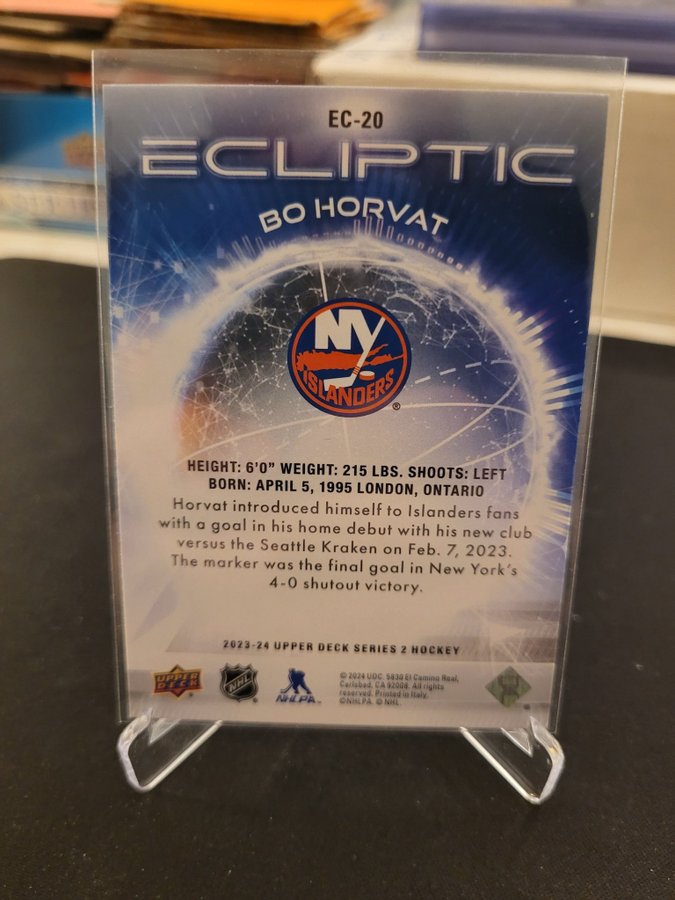 EC-20
ECLIPTIC
BO HORVAT
NY
ISLANDERS
®
HEIGHT: 6'0" WEIGHT: 215 LBS. SHOOTS: LEFT
BORN: APRIL 5, 1995 LONDON, ONTARIO
Horvat introduced himself to Islanders fans
with a goal in his home debut with his new club
versus the Seattle Kraken on Feb. 7, 2023.
The marker was the final goal in New York's
4-0 shutout victory.
2023-24 UPPER DECK SERIES 2 HOCKEY
UPPER DECK
NHL
NHLPA
© 2024 UDC. 5830 El Camino Real,
Carlsbad, CA 92008. All rights
reserved. Printed in Italy.
©NHLPA. © NHL.